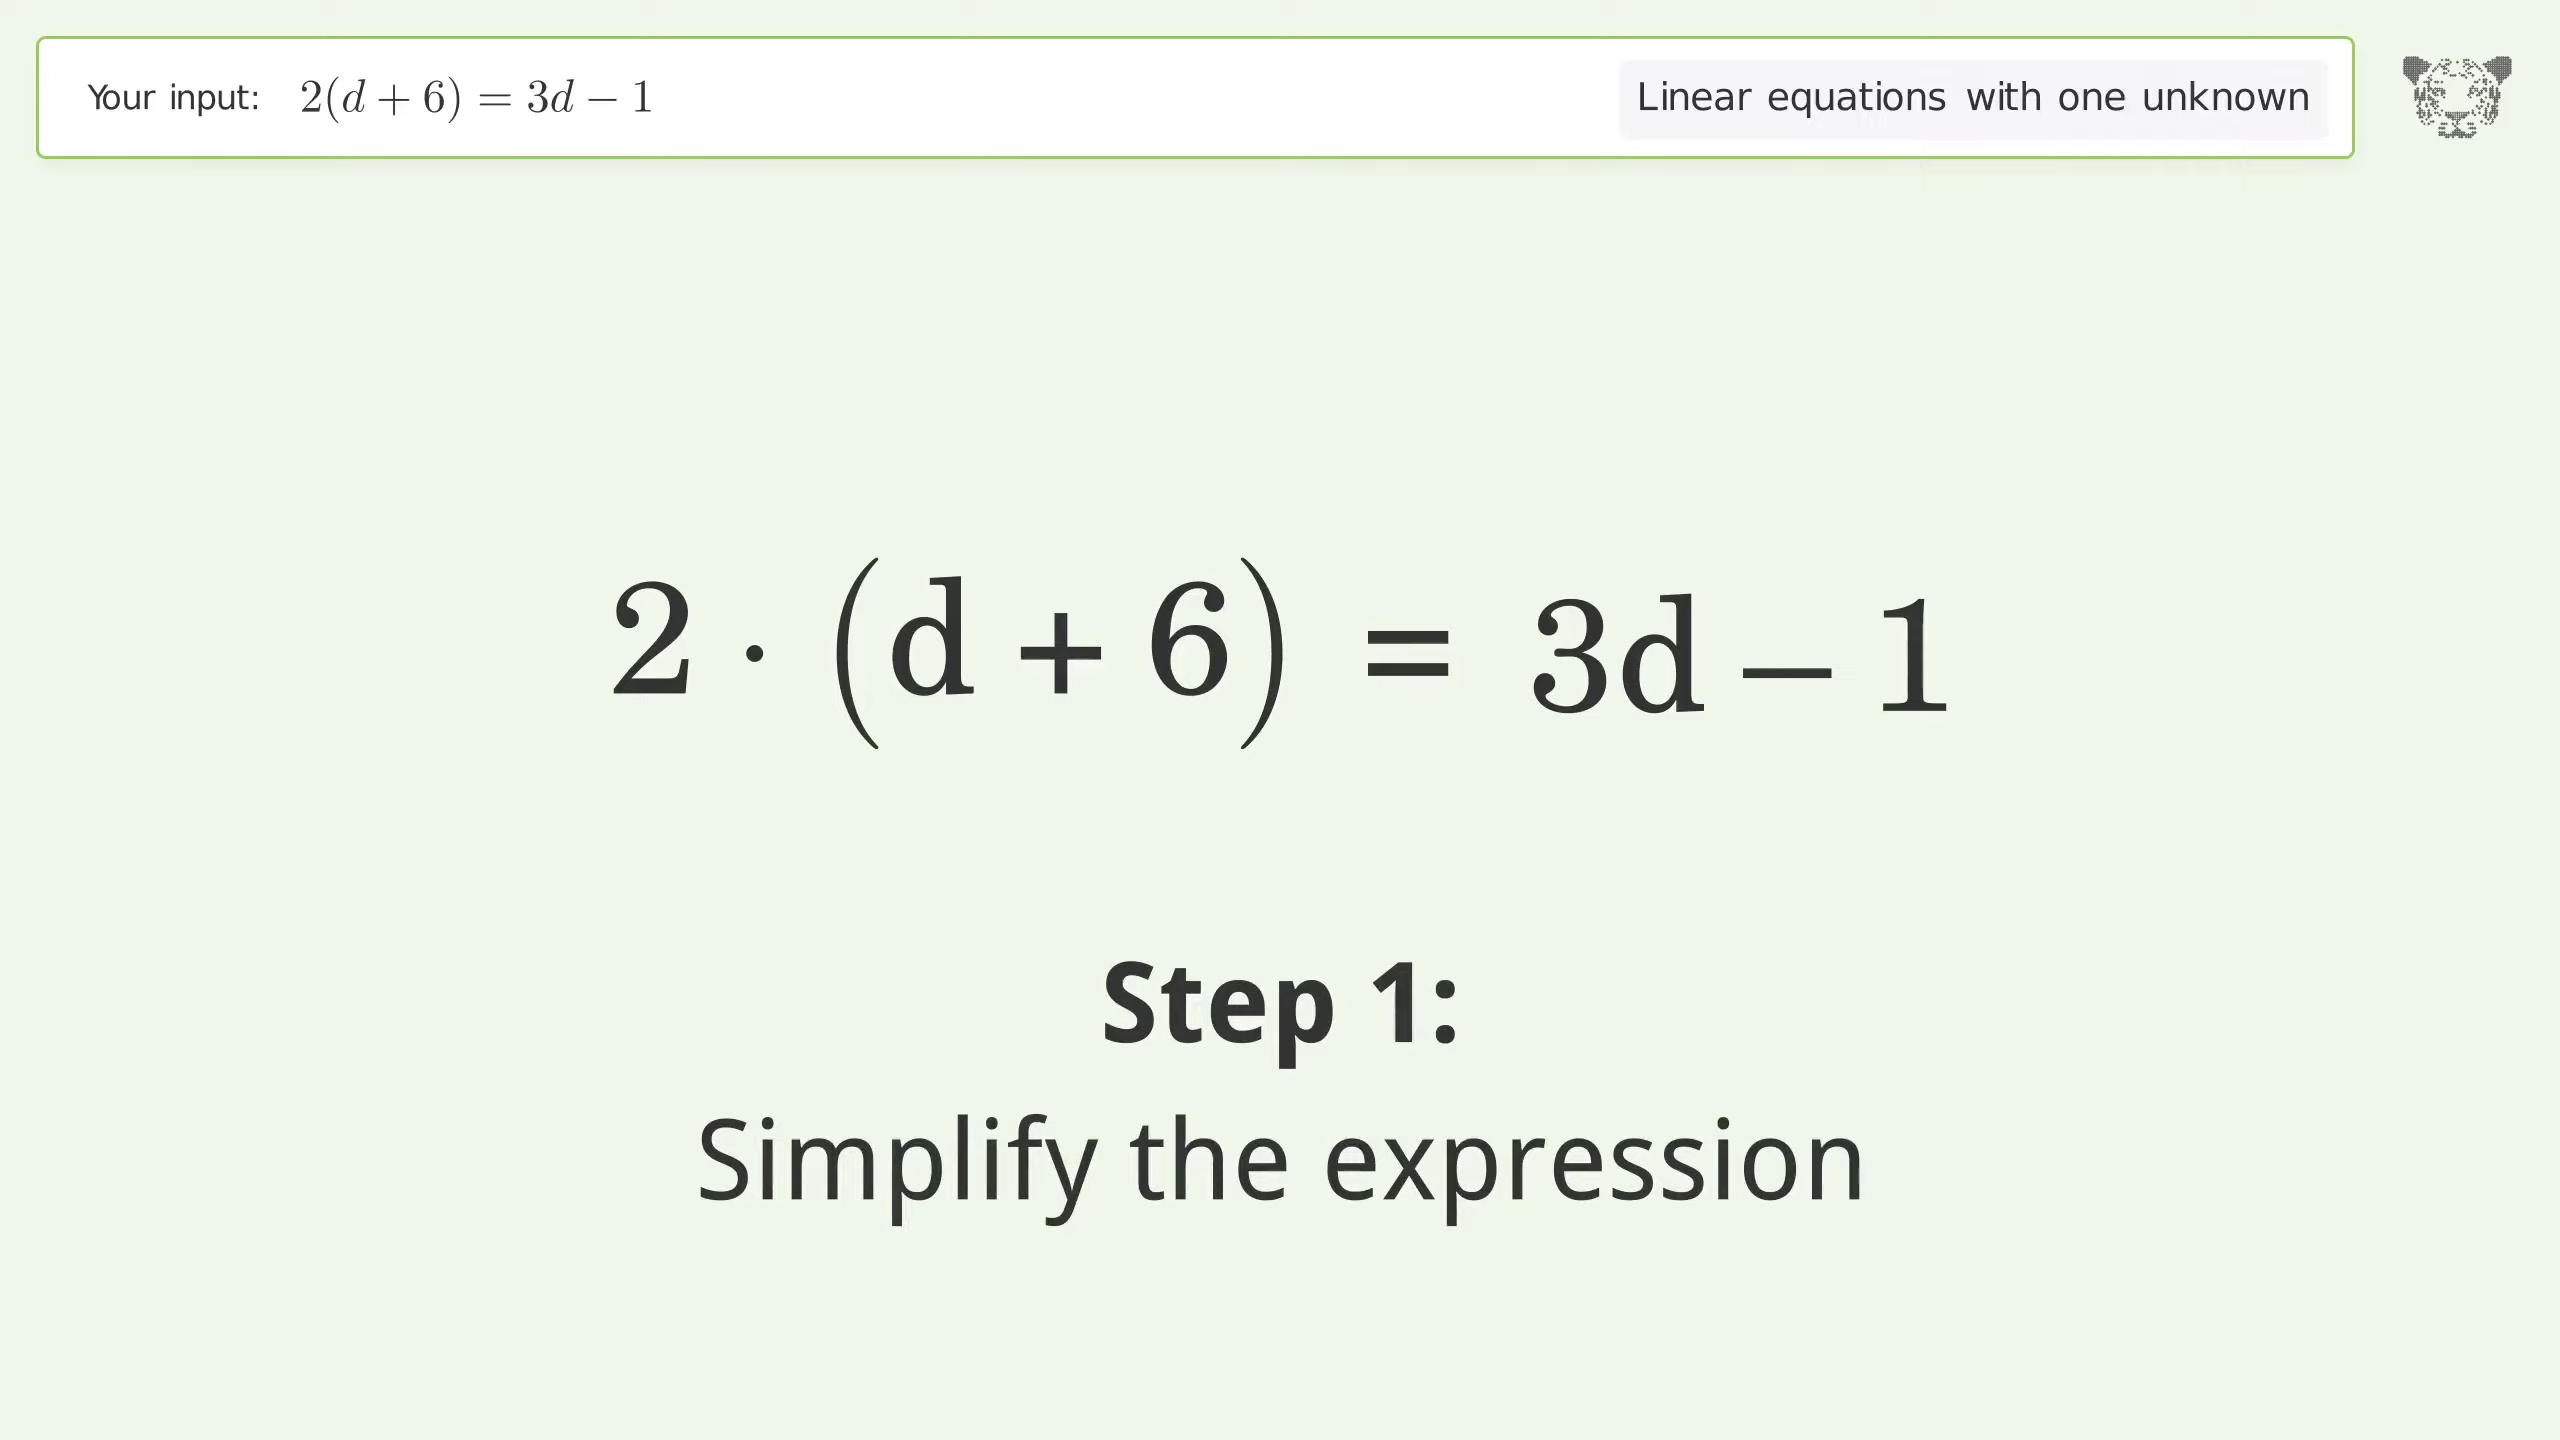 Your input: 2(d + 6) = 3d − 1
Linear equations with one unknown
2 · (d + 6) = 3d − 1
Step 1:
Simplify the expression